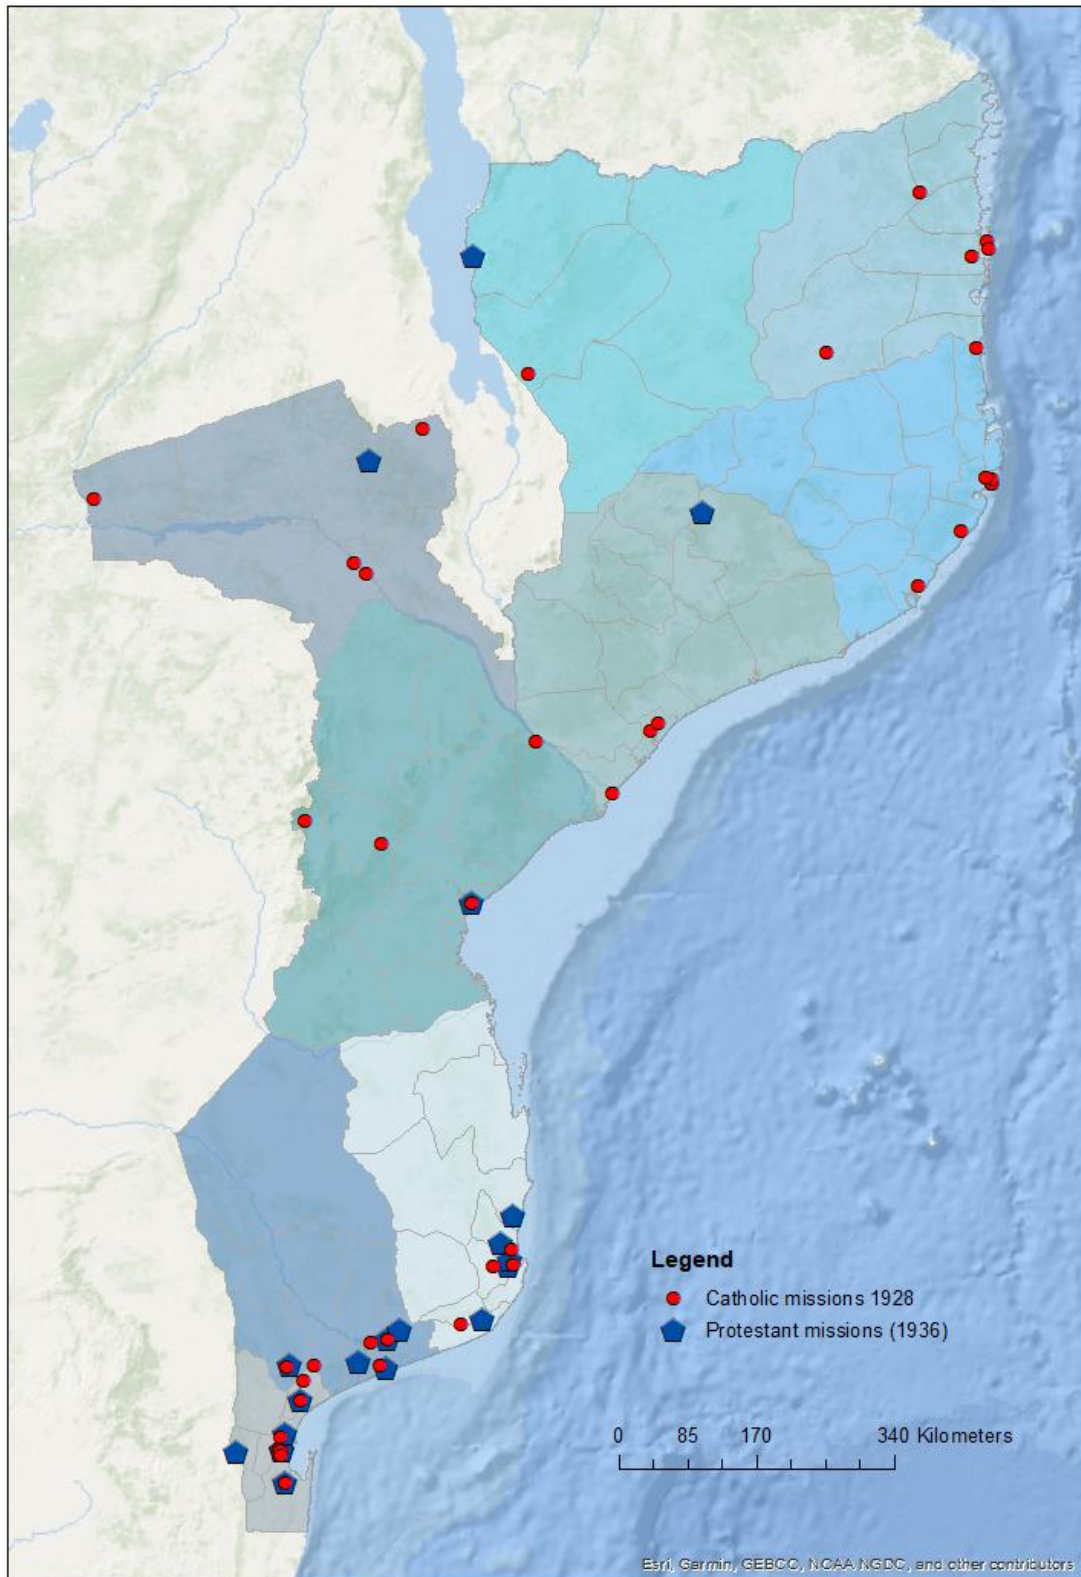 Legend
Catholic missions 1928
Protestant missions (1936)
0 85 170 340 Kilometers
Esri, Garmin, GEBCO, NOAA NGDC, and other contributors